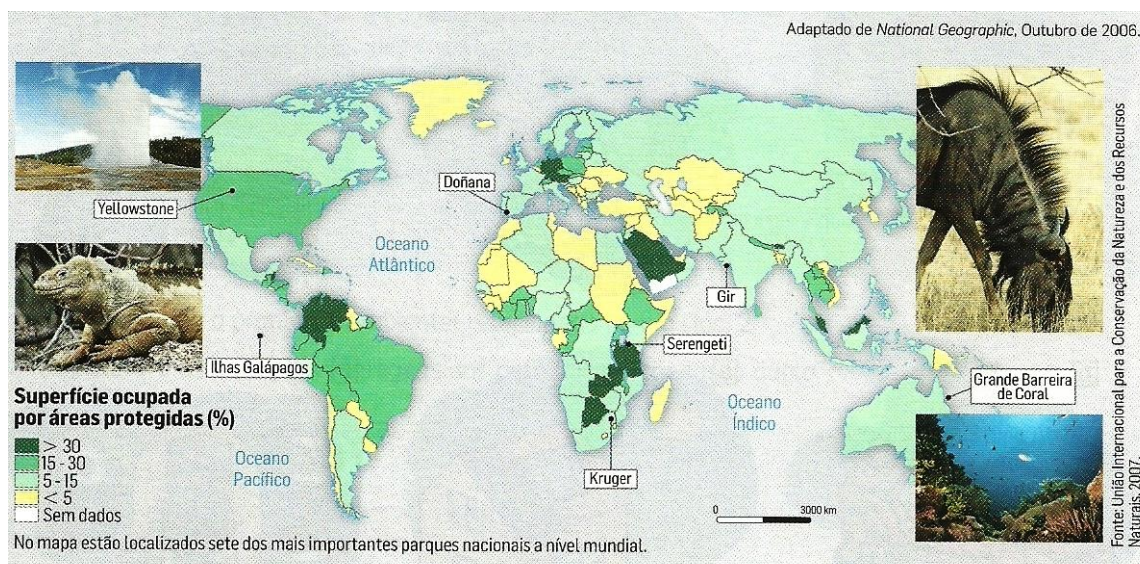 Adaptado de National Geographic, Outubro de 2006.
Yellowstone
Doñana
Oceano
Atlântico
Gir
Ilhas Galápagos
Serengeti
Grande Barreira
de Coral
Oceano
Índico
Kruger
Oceano
Pacífico
Superfície ocupada
por áreas protegidas (%)
> 30
15 - 30
5 - 15
< 5
Sem dados
0 3000 km
No mapa estão localizados sete dos mais importantes parques nacionais a nível mundial.
Fonte: União Internacional para a Conservação da Natureza e dos Recursos
Naturais, 2007.